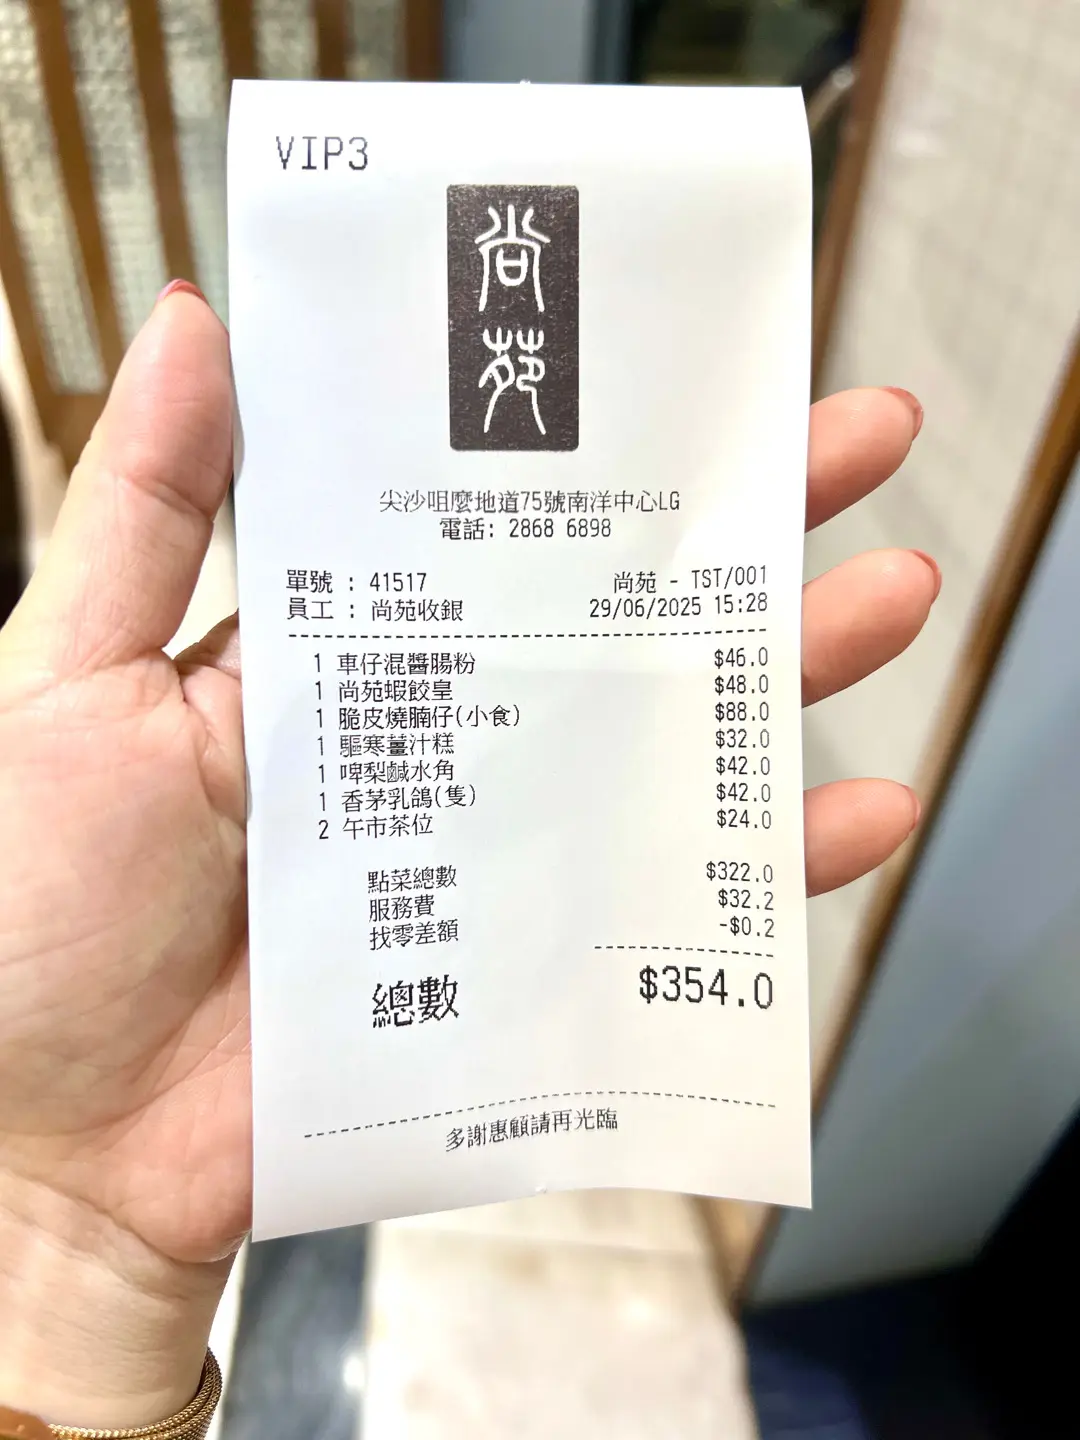 VIP3
尚
苑
尖沙咀麼地道75號南洋中心LG
電話: 2868 6898
單號 : 41517 尚苑 - TST/001
員工 : 尚苑收銀 29/06/2025 15:28
1 車仔混醬腸粉 $46.0
1 尚苑蝦餃皇 $48.0
1 脆皮燒腩仔(小食) $88.0
1 驅寒薑汁糕 $32.0
1 啤梨鹹水角 $42.0
1 香茅乳鴿(隻) $42.0
2 午市茶位 $24.0
點菜總數 $322.0
服務費 $32.2
找零差額 -$0.2
總數 $354.0
多謝惠顧請再光臨